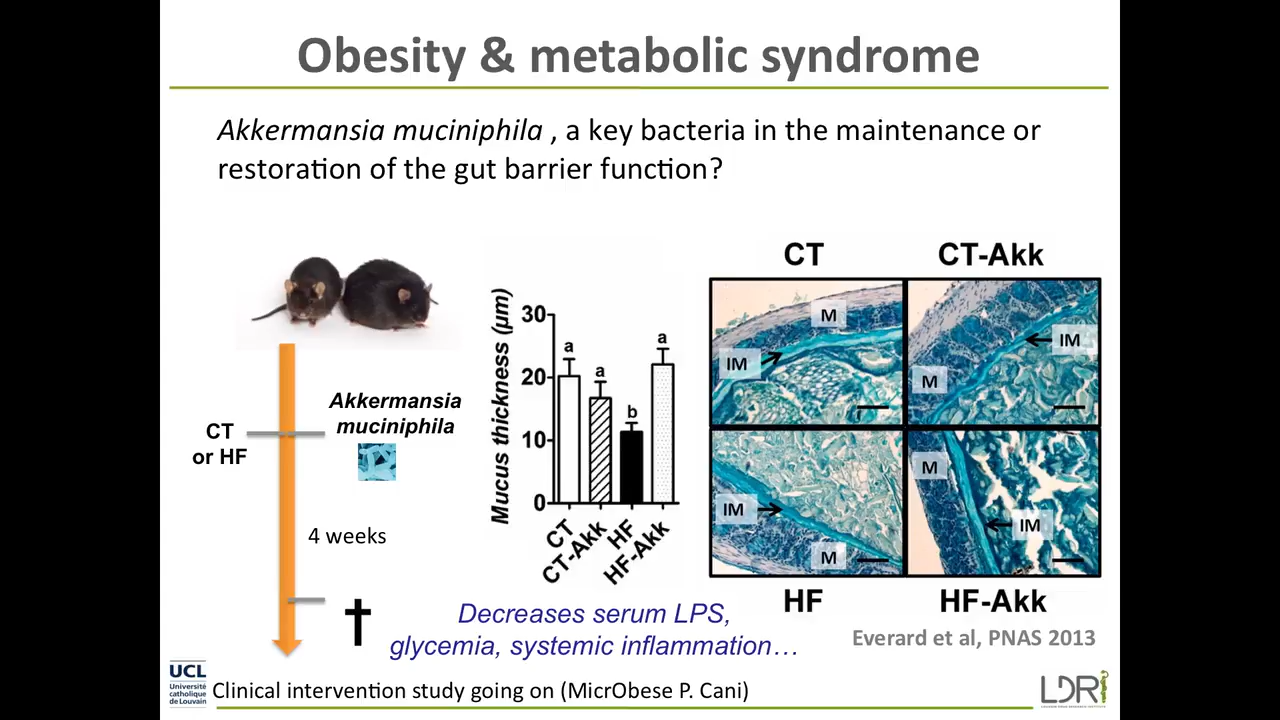 Obesity & metabolic syndrome
Akkermansia muciniphila , a key bacteria in the maintenance or
restoration of the gut barrier function?
Akkermansia
muciniphila
CT
or HF
4 weeks
Mucus thickness (µm)
30
20
10
0
a
a
b
a
CT
CT-Akk
HF
HF-Akk
CT
CT-Akk
M
IM
IM
M
M
IM
IM
M
HF
HF-Akk
Decreases serum LPS,
glycemia, systemic inflammation…
Everard et al, PNAS 2013
UCL
Université
catholique
de Louvain
Clinical intervention study going on (MicrObese P. Cani)
LDRI